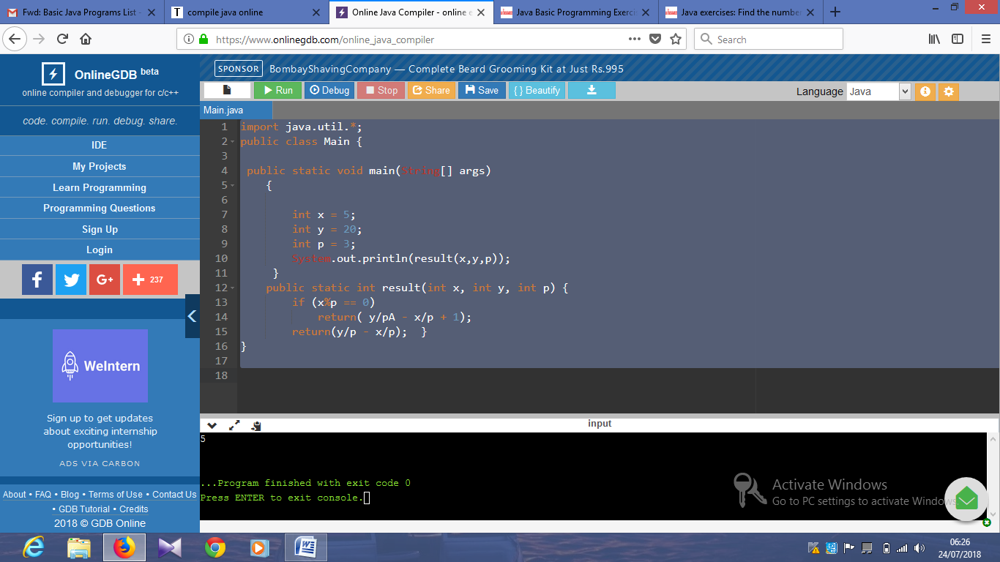 Fwd: Basic Java Programs List -
compile java online
Online Java Compiler - online e
Java Basic Programming Exerci
Java exercises: Find the number
https://www.onlinegdb.com/online_java_compiler
Search
OnlineGDB beta
online compiler and debugger for c/c++
code. compile. run. debug. share.
IDE
My Projects
Learn Programming
Programming Questions
Sign Up
Login
f G+ + 237
WeIntern
Sign up to get updates
about exciting internship
opportunities!
ADS VIA CARBON
About • FAQ • Blog • Terms of Use • Contact Us
• GDB Tutorial • Credits
2018 © GDB Online
SPONSOR BombayShavingCompany — Complete Beard Grooming Kit at Just Rs.995
Run Debug Stop Share Save { } Beautify
Language Java
Main.java
1 import java.util.*;
2 public class Main {
3
4 public static void main(String[] args)
5 {
6
7 int x = 5;
8 int y = 20;
9 int p = 3;
10 System.out.println(result(x,y,p));
11 }
12 public static int result(int x, int y, int p) {
13 if (x%p == 0)
14 return( y/pA - x/p + 1);
15 return(y/p - x/p); }
16 }
17
18
input
5
...Program finished with exit code 0
Press ENTER to exit console.
Activate Windows
Go to PC settings to activate Windows.
06:26
24/07/2018